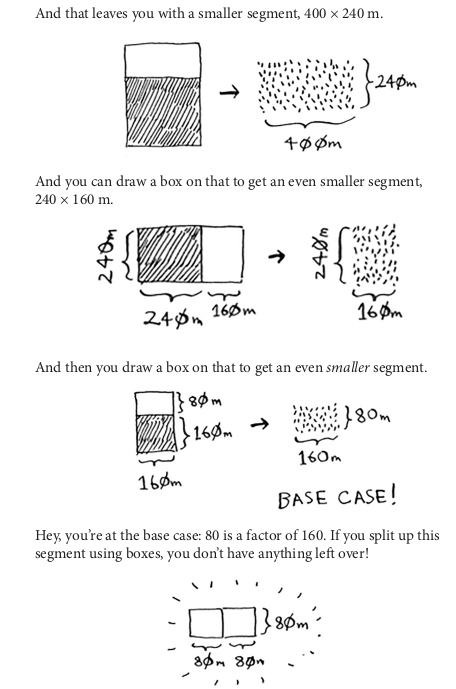 And that leaves you with a smaller segment, 400 × 240 m.
240m
400m
And you can draw a box on that to get an even smaller segment,
240 × 160 m.
240m
240m 160m
240m
160m
And then you draw a box on that to get an even smaller segment.
80m
160m
160m
80m
160m
BASE CASE!
Hey, you're at the base case: 80 is a factor of 160. If you split up this
segment using boxes, you don't have anything left over!
80m
80m 80m